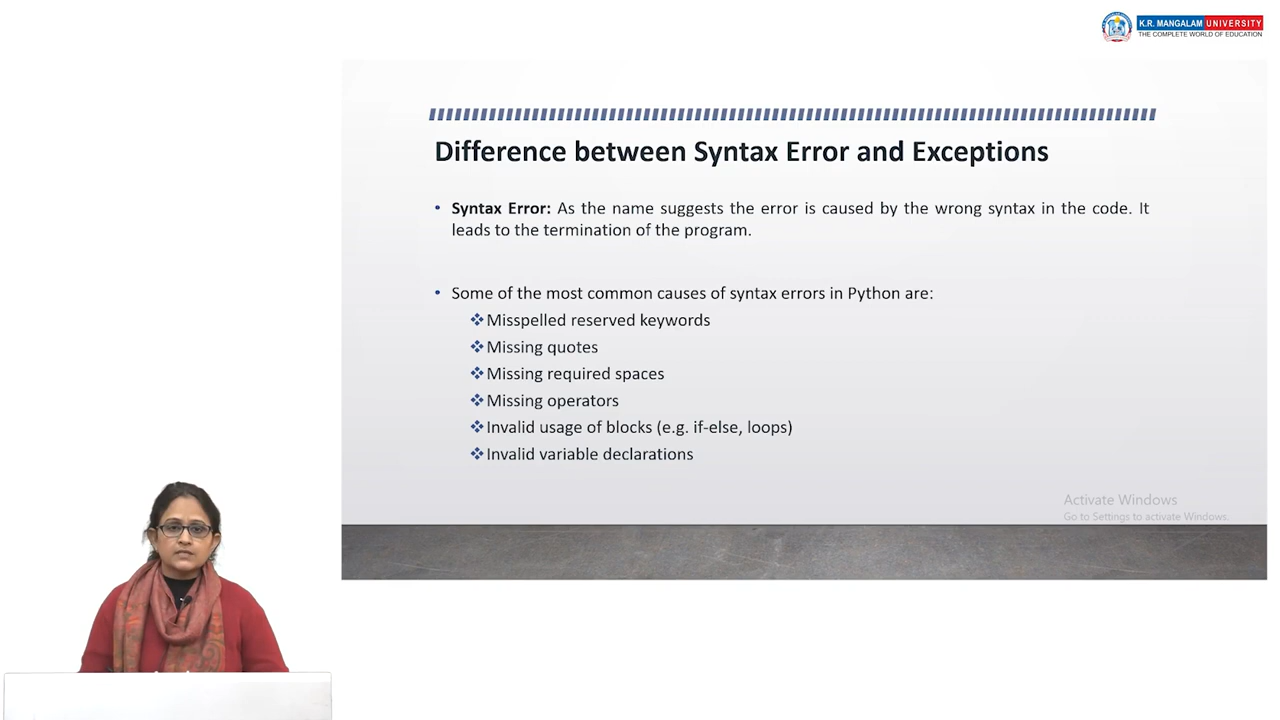 K.R. MANGALAM UNIVERSITY
THE COMPLETE WORLD OF EDUCATION
Difference between Syntax Error and Exceptions
• Syntax Error: As the name suggests the error is caused by the wrong syntax in the code. It
leads to the termination of the program.
• Some of the most common causes of syntax errors in Python are:
❖Misspelled reserved keywords
❖Missing quotes
❖Missing required spaces
❖Missing operators
❖Invalid usage of blocks (e.g. if-else, loops)
❖Invalid variable declarations
Activate Windows
Go to Settings to activate Windows.